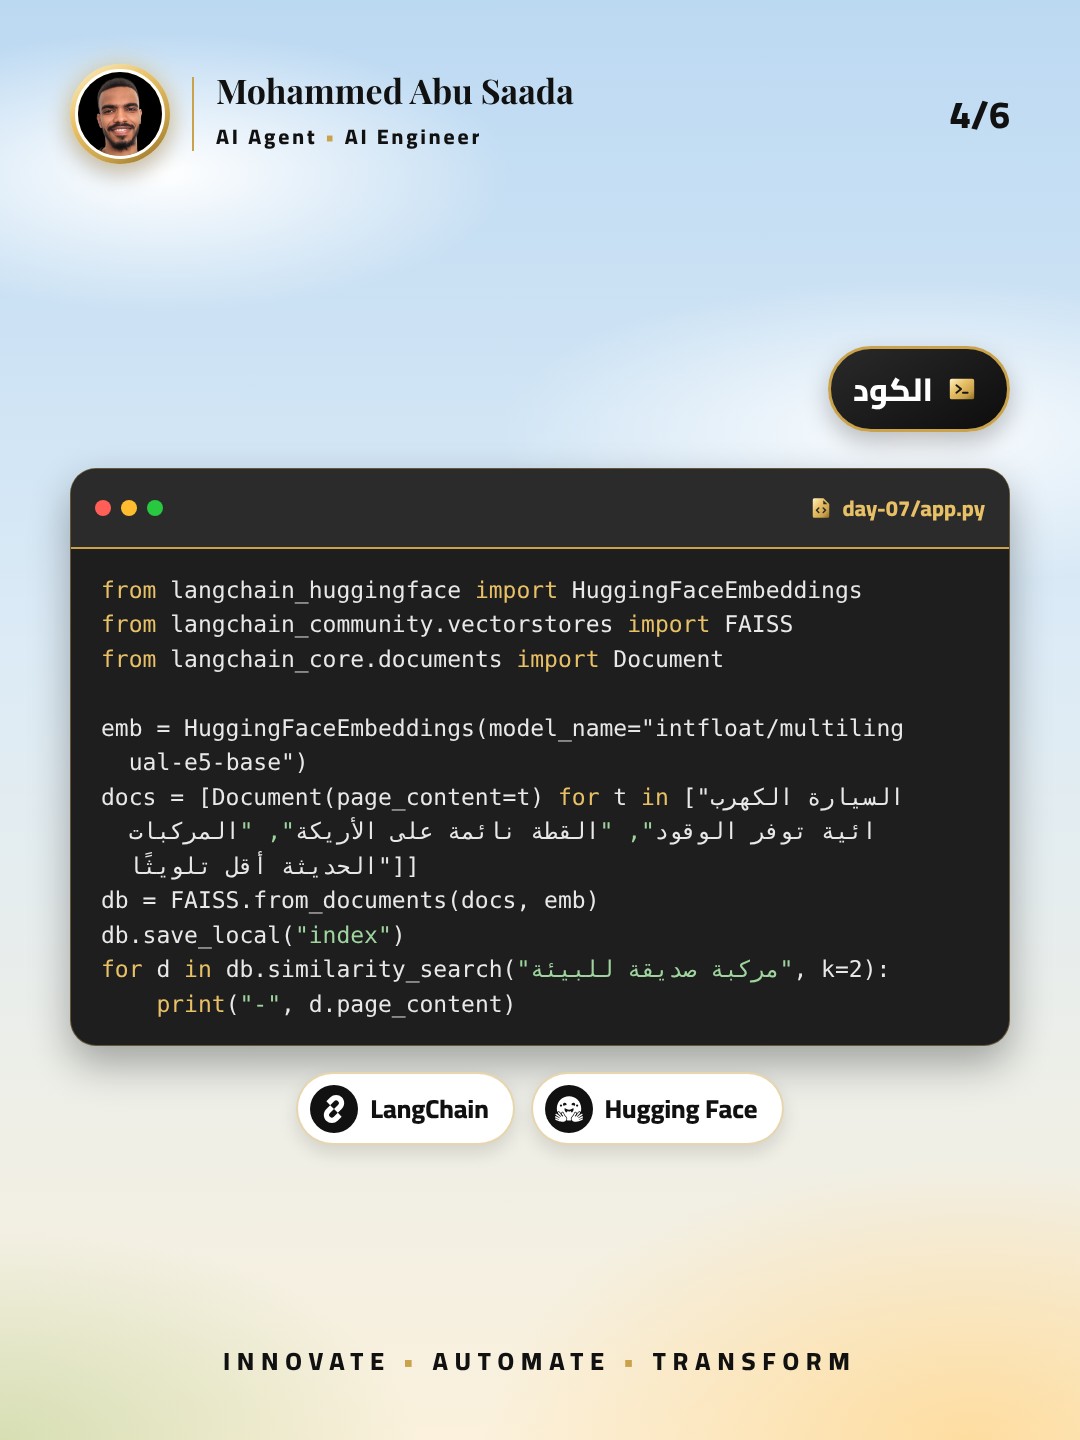 Mohammed Abu Saada
AI Agent ▪ AI Engineer
4/6
الكود
day-07/app.py
from langchain_huggingface import HuggingFaceEmbeddings
from langchain_community.vectorstores import FAISS
from langchain_core.documents import Document
emb = HuggingFaceEmbeddings(model_name="intfloat/multiling
ual-e5-base")
docs = [Document(page_content=t) for t in ["السيارة الكهرب
ائية توفر الوقود", "القطة نائمة على الأريكة", "المركبات
الحديثة أقل تلويثًا"]]
db = FAISS.from_documents(docs, emb)
db.save_local("index")
for d in db.similarity_search("مركبة صديقة للبيئة", k=2):
    print("-", d.page_content)
LangChain
Hugging Face
INNOVATE ▪ AUTOMATE ▪ TRANSFORM